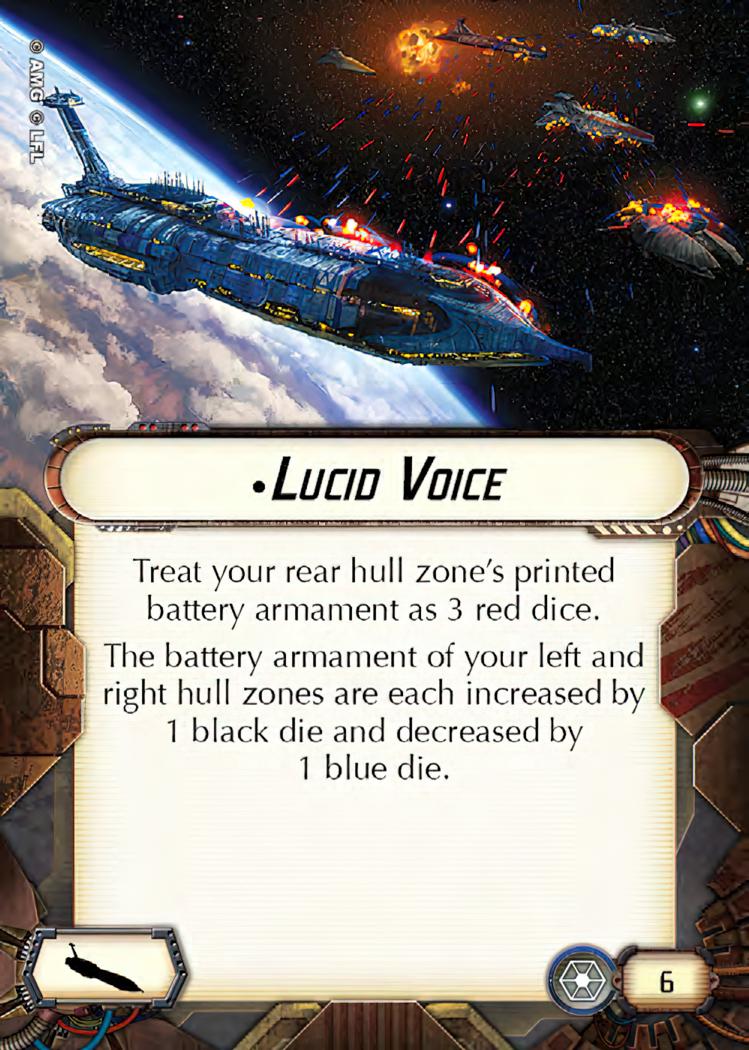 © AMG © LFL
•Lucid Voice
Treat your rear hull zone's printed
battery armament as 3 red dice.
The battery armament of your left and
right hull zones are each increased by
1 black die and decreased by
1 blue die.
6